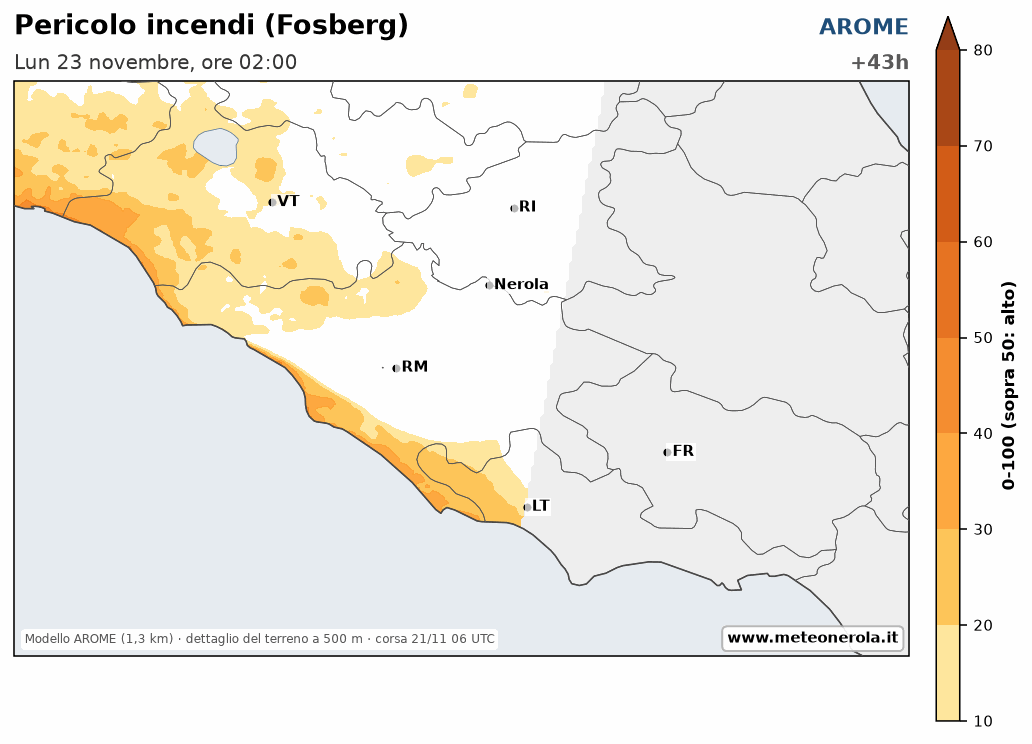 Pericolo incendi (Fosberg)
AROME
Lun 23 novembre, ore 02:00
+43h
VT
RI
Nerola
RM
FR
LT
80
70
60
50
40
30
20
10
0-100 (sopra 50: alto)
Modello AROME (1,3 km) · dettaglio del terreno a 500 m · corsa 21/11 06 UTC
www.meteonerola.it